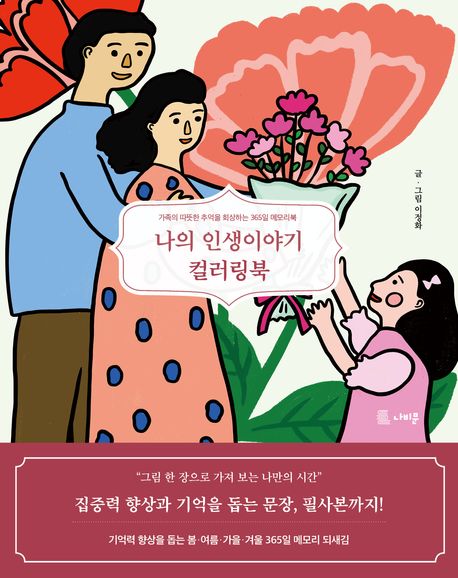 가족의 따뜻한 추억을 회상하는 365일 메모리북
나의 인생이야기
컬러링북
글·그림 이정화
나비문
“그림 한 장으로 가져 보는 나만의 시간”
집중력 향상과 기억을 돕는 문장, 필사본까지!
기억력 향상을 돕는 봄·여름·가을·겨울 365일 메모리 되새김